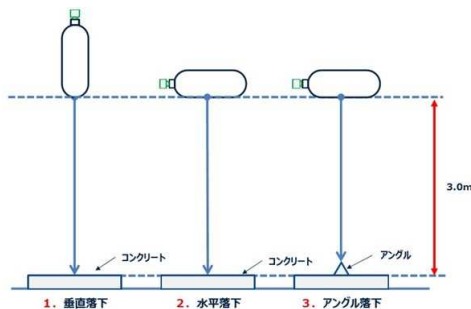 3.0m
コンクリート
コンクリート
アングル
1. 垂直落下
2. 水平落下
3. アングル落下